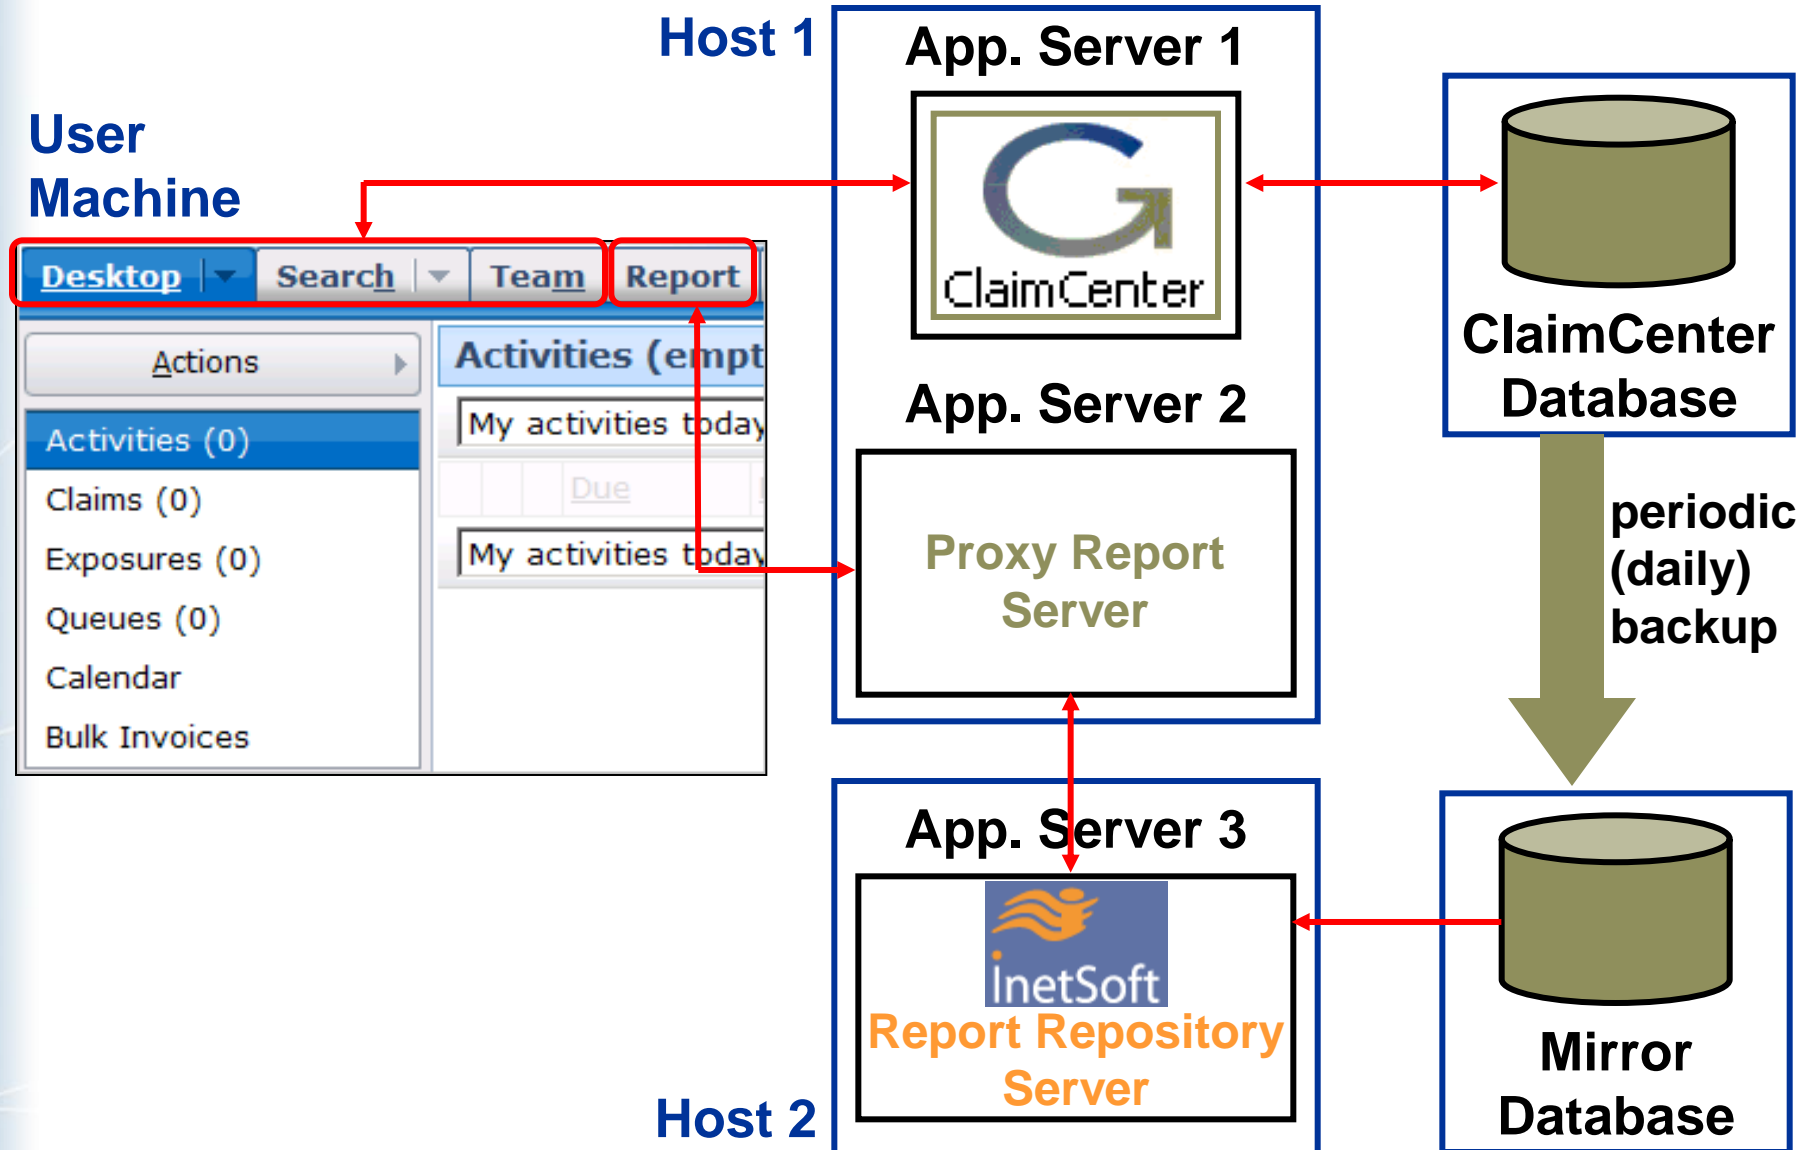 Host 1
App. Server 1
User
Machine
ClaimCenter
Desktop
Search
Team
Report
Actions
Activities (empt
My activities today
Activities (0)
Due
Claims (0)
My activities today
Exposures (0)
Queues (0)
Calendar
Bulk Invoices
App. Server 2
Proxy Report
Server
ClaimCenter
Database
periodic
(daily)
backup
App. Server 3
inetSoft
Report Repository
Server
Host 2
Mirror
Database